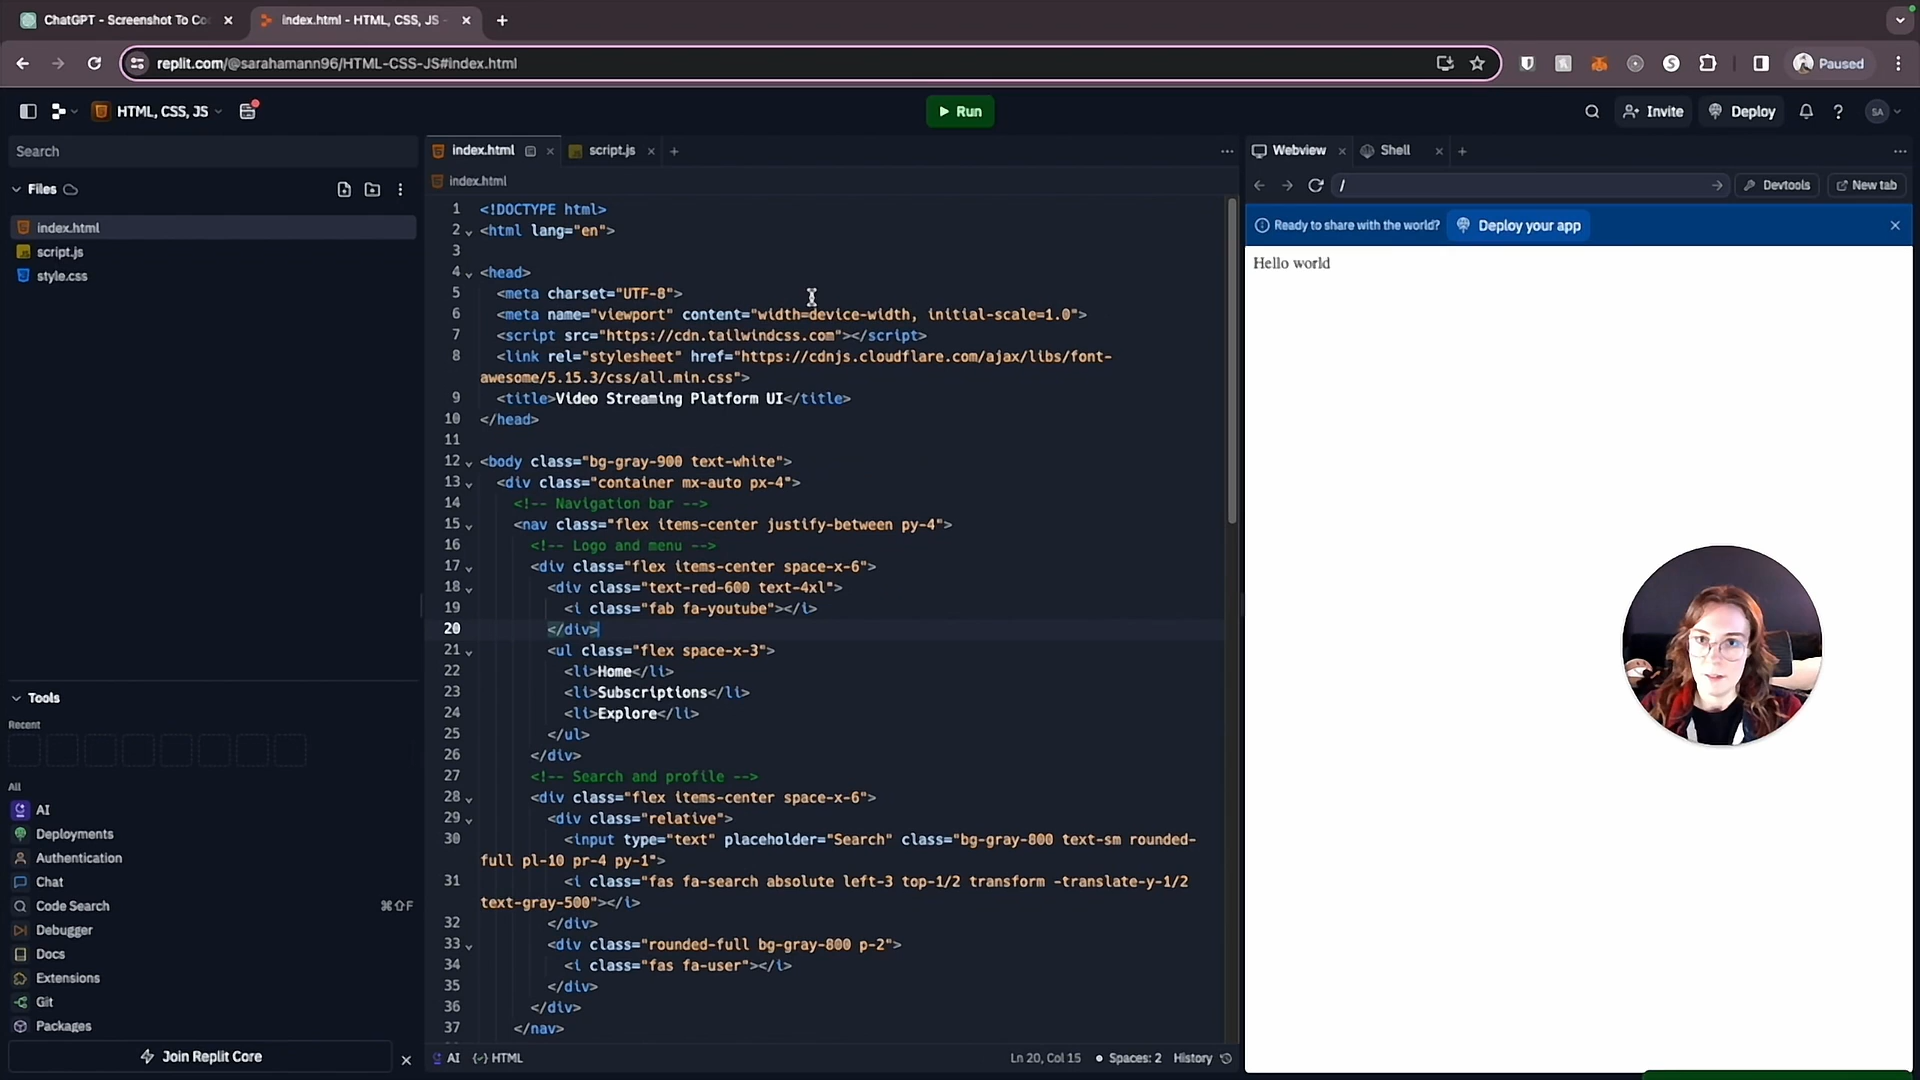 ChatGPT - Screenshot To Co
index.html - HTML, CSS, JS -
replit.com/@sarahamann96/HTML-CSS-JS#index.html
Paused
HTML, CSS, JS
Run
Invite
Deploy
SA
Search
Files
index.html
script.js
style.css
Tools
Recent
All
AI
Deployments
Authentication
Chat
Code Search ⌘⇧F
Debugger
Docs
Extensions
Git
Packages
Join Replit Core
index.html
script.js
index.html
1 <!DOCTYPE html>
2 <html lang="en">
3
4 <head>
5 <meta charset="UTF-8">
6 <meta name="viewport" content="width=device-width, initial-scale=1.0">
7 <script src="https://cdn.tailwindcss.com"></script>
8 <link rel="stylesheet" href="https://cdnjs.cloudflare.com/ajax/libs/font-
awesome/5.15.3/css/all.min.css">
9 <title>Video Streaming Platform UI</title>
10 </head>
11
12 <body class="bg-gray-900 text-white">
13 <div class="container mx-auto px-4">
14 <!-- Navigation bar -->
15 <nav class="flex items-center justify-between py-4">
16 <!-- Logo and menu -->
17 <div class="flex items-center space-x-6">
18 <div class="text-red-600 text-4xl">
19 <i class="fab fa-youtube"></i>
20 </div>
21 <ul class="flex space-x-3">
22 <li>Home</li>
23 <li>Subscriptions</li>
24 <li>Explore</li>
25 </ul>
26 </div>
27 <!-- Search and profile -->
28 <div class="flex items-center space-x-6">
29 <div class="relative">
30 <input type="text" placeholder="Search" class="bg-gray-800 text-sm rounded-
full pl-10 pr-4 py-1">
31 <i class="fas fa-search absolute left-3 top-1/2 transform -translate-y-1/2
text-gray-500"></i>
32 </div>
33 <div class="rounded-full bg-gray-800 p-2">
34 <i class="fas fa-user"></i>
35 </div>
36 </div>
37 </nav>
AI
HTML
Ln 20, Col 15
Spaces: 2
History
Webview
Shell
/
Devtools
New tab
Ready to share with the world?
Deploy your app
Hello world